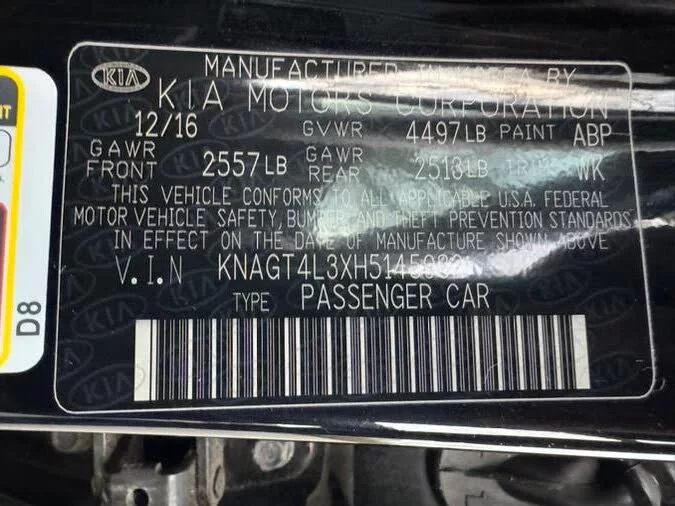 KIA
MANUFACTURED IN KOREA BY
KIA MOTORS CORPORATION
12/16 GVWR 4497LB PAINT ABP
GAWR FRONT 2557LB GAWR REAR 2513LB WK
THIS VEHICLE CONFORMS TO ALL APPLICABLE U.S.A. FEDERAL
MOTOR VEHICLE SAFETY, BUMPER AND THEFT PREVENTION STANDARDS
IN EFFECT ON THE DATE OF MANUFACTURE SHOWN ABOVE
V.I.N
TYPE PASSENGER CAR
D8